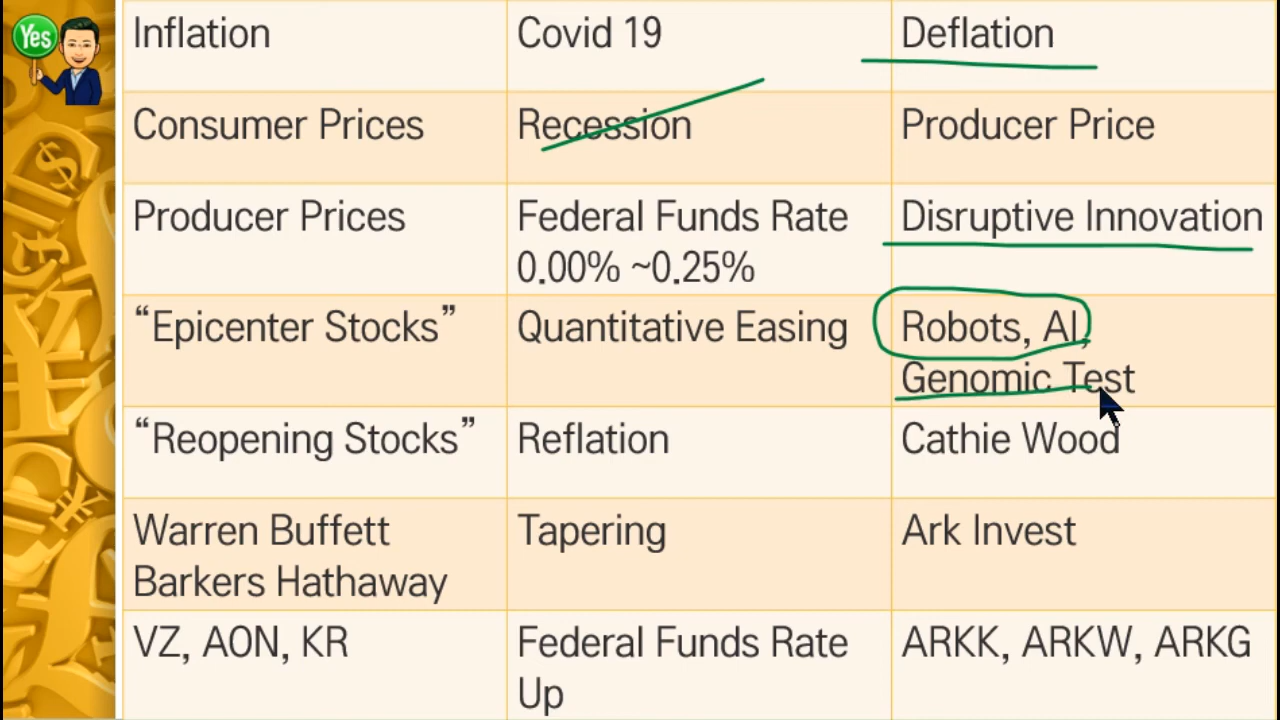 Yes
Inflation
Covid 19
Deflation
Consumer Prices
Recession
Producer Price
Producer Prices
Federal Funds Rate
0.00% ~0.25%
Disruptive Innovation
“Epicenter Stocks”
Quantitative Easing
Robots, AI,
Genomic Test
“Reopening Stocks”
Reflation
Cathie Wood
Warren Buffett
Barkers Hathaway
Tapering
Ark Invest
VZ, AON, KR
Federal Funds Rate
Up
ARKK, ARKW, ARKG